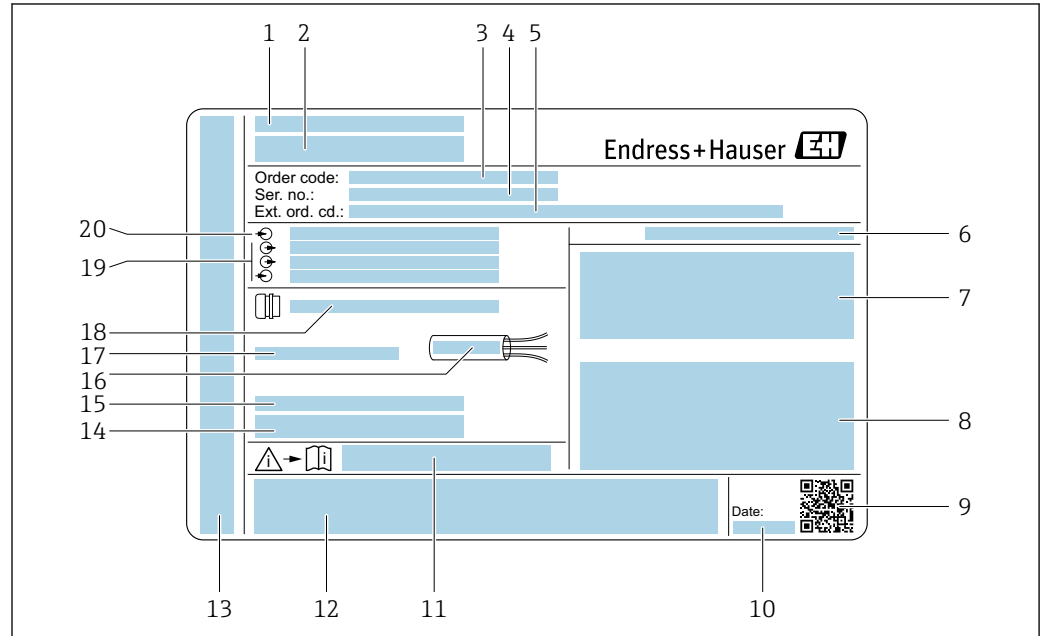 1 2 3 4 5
Endress+Hauser EH
Order code:
Ser. no.:
Ext. ord. cd.:
20
6
19
7
18
17
16
15
8
14
i i
Date:
9
13 12 11 10